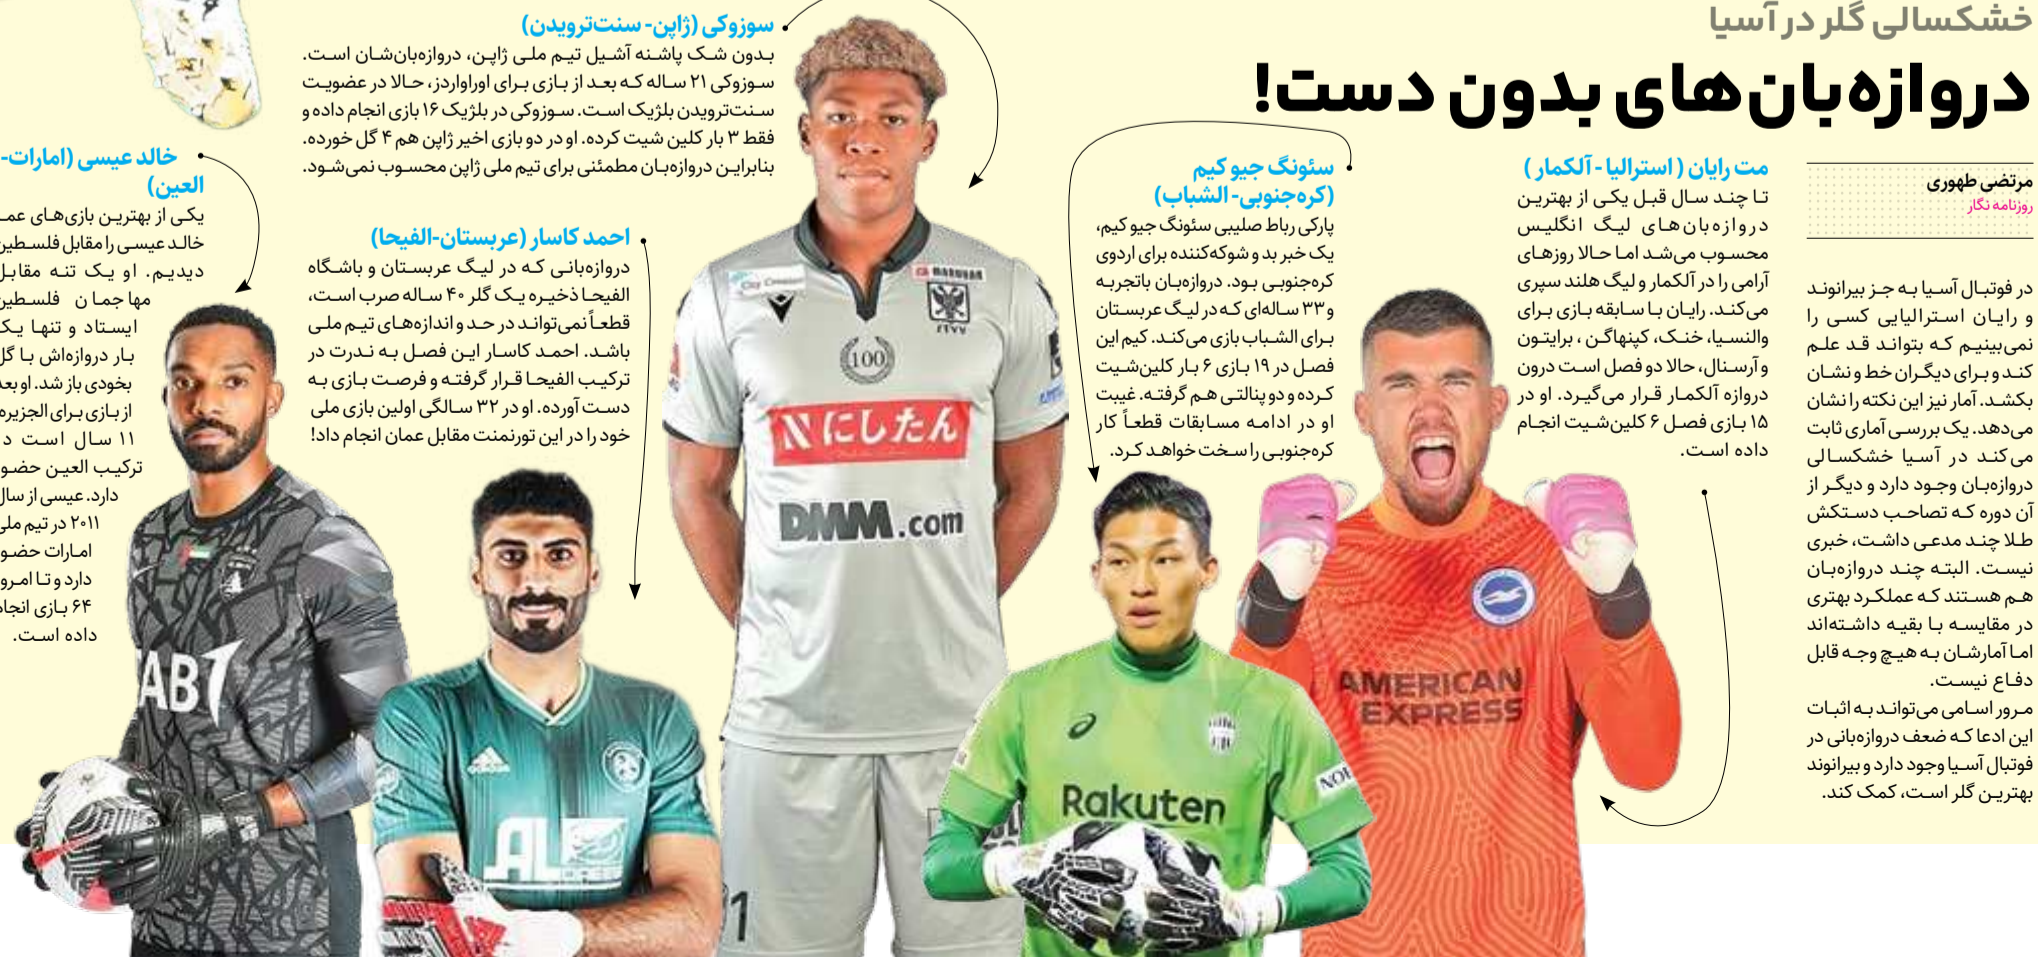 خشکسالی گلر در آسیا
دروازه‌بان‌های بدون دست!
مرتضی طهوری
روزنامه نگار
در فوتبال آسیا به جز بیرانوند
و رایان استرالیایی کسی را
نمی‌بینیم که بتواند قد علم
کند و برای دیگران خط و نشان
بکشد. آمار نیز این نکته را نشان
می‌دهد. یک بررسی آماری ثابت
می‌کند در آسیا خشکسالی
دروازه‌بان وجود دارد و دیگر از
آن دوره که تصاحب دستکش
طلا چند مدعی داشت، خبری
نیست. البته چند دروازه‌بان
هم هستند که عملکرد بهتری
در مقایسه با بقیه داشته‌اند
اما آمارشان به هیچ وجه قابل
دفاع نیست.
مرور اسامی می‌تواند به اثبات
این ادعا که ضعف دروازه‌بانی در
فوتبال آسیا وجود دارد و بیرانوند
بهترین گلر است، کمک کند.
مت رایان ( استرالیا - آلکمار )
تا چند سال قبل یکی از بهترین
دروازه‌بان‌های لیگ انگلیس
محسوب می‌شد اما حالا روزهای
آرامی را در آلکمار و لیگ هلند سپری
می‌کند. رایان با سابقه بازی برای
والنسیا، خنک، کپنهاگن ، برایتون
و آرسنال، حالا دو فصل است درون
دروازه آلکمار قرار می‌گیرد. او در
۱۵ بازی فصل ۶ کلین‌شیت انجام
داده است.
سئونگ جیو کیم
(کره‌جنوبی- الشباب)
پارکی رباط صلیبی سئونگ جیو کیم،
یک خبر بد و شوکه‌کننده برای اردوی
کره‌جنوبی بود. دروازه‌بان باتجربه
و ۳۳ ساله‌ای که در لیگ عربستان
برای الشباب بازی می‌کند. کیم این
فصل در ۱۹ بازی ۶ بار کلین‌شیت
کرده و دو پنالتی هم گرفته. غیبت
او در ادامه مسابقات قطعاً کار
کره‌جنوبی را سخت خواهد کرد.
سوزوکی (ژاپن- سنت‌ترویدن)
بدون شک پاشنه آشیل تیم ملی ژاپن، دروازه‌بان‌شان است.
سوزوکی ۲۱ ساله که بعد از بازی برای اوراواردز، حالا در عضویت
سنت‌ترویدن بلژیک است. سوزوکی در بلژیک ۱۶ بازی انجام داده و
فقط ۳ بار کلین شیت کرده. او در دو بازی اخیر ژاپن هم ۴ گل خورده.
بنابراین دروازه‌بان مطمئنی برای تیم ملی ژاپن محسوب نمی‌شود.
احمد کاسار (عربستان-الفیحا)
دروازه‌بانی که در لیگ عربستان و باشگاه
الفیحا ذخیره یک گلر ۴۰ ساله صرب است،
قطعاً نمی‌تواند در حد و اندازه‌های تیم ملی
باشد. احمد کاسار این فصل به ندرت در
ترکیب الفیحا قرار گرفته و فرصت بازی به
دست آورده. او در ۳۲ سالگی اولین بازی ملی
خود را در این تورنمنت مقابل عمان انجام داد!
خالد عیسی (امارات-
العین)
یکی از بهترین بازی‌های
خالد عیسی را مقابل فلسطین
دیدیم. او یک تنه مقابل
مهاجمان فلسطین
ایستاد و تنها یک
بار دروازه‌اش با گل
بخودی باز شد. او بعد
از بازی برای الجزیره
۱۱ سال است
ترکیب العین
دارد. عیسی از سال
۲۰۱۱ در تیم ملی
امارات
دارد و تا
۶۴ بازی
داده است.
City
MARUHAN
STVV
100
にしたん
DMM.com
1
AMERICAN
EXPRESS
Rakuten
adidas
AL